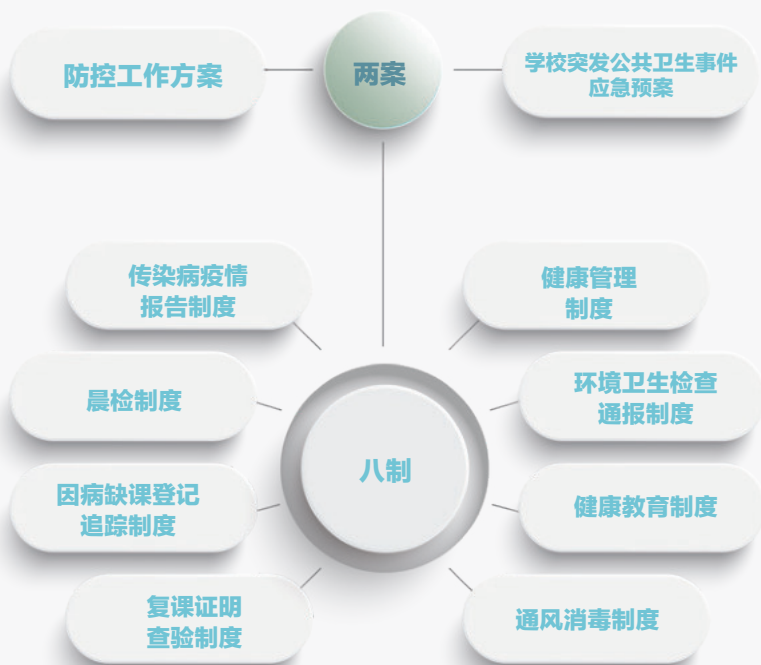 防控工作方案
两案
学校突发公共卫生事件
应急预案
传染病疫情
报告制度
健康管理
制度
晨检制度
环境卫生检查
通报制度
八制
因病缺课登记
追踪制度
健康教育制度
复课证明
查验制度
通风消毒制度